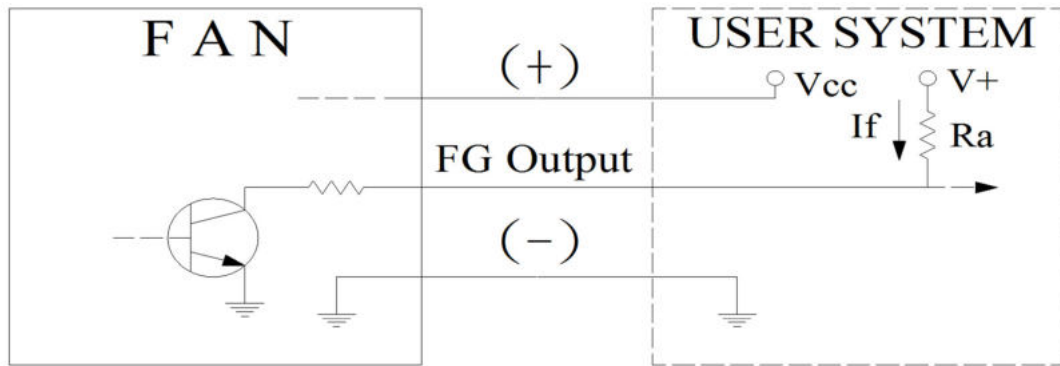 F A N
USER SYSTEM
(+)
Vcc
V+
If
Ra
FG Output
(-)